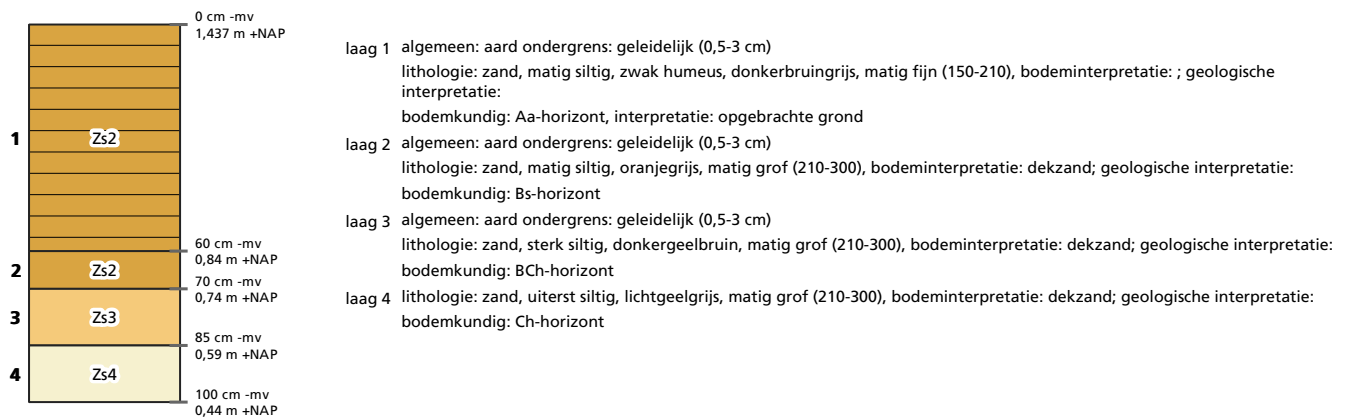 0 cm -mv
1,437 m +NAP
laag 1 algemeen: aard ondergrens: geleidelijk (0,5-3 cm)
lithologie: zand, matig siltig, zwak humeus, donkerbruingrijs, matig fijn (150-210), bodeminterpretatie: ; geologische
interpretatie:
bodemkundig: Aa-horizont, interpretatie: opgebrachte grond
1 Zs2
laag 2 algemeen: aard ondergrens: geleidelijk (0,5-3 cm)
lithologie: zand, matig siltig, oranjegrijs, matig grof (210-300), bodeminterpretatie: dekzand; geologische interpretatie:
bodemkundig: Bs-horizont
laag 3 algemeen: aard ondergrens: geleidelijk (0,5-3 cm)
60 cm -mv
lithologie: zand, sterk siltig, donkergeelbruin, matig grof (210-300), bodeminterpretatie: dekzand; geologische interpretatie:
0,84 m +NAP
2 Zs2
bodemkundig: BCh-horizont
70 cm -mv
0,74 m +NAP
laag 4 lithologie: zand, uiterst siltig, lichtgeelgrijs, matig grof (210-300), bodeminterpretatie: dekzand; geologische interpretatie:
3 Zs3
bodemkundig: Ch-horizont
85 cm -mv
0,59 m +NAP
4 Zs4
100 cm -mv
0,44 m +NAP